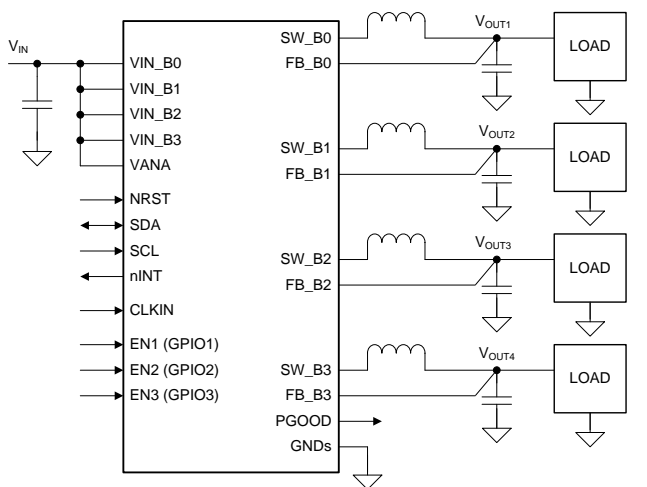 V_IN
VIN_B0
VIN_B1
VIN_B2
VIN_B3
VANA
NRST
SDA
SCL
nINT
CLKIN
EN1 (GPIO1)
EN2 (GPIO2)
EN3 (GPIO3)
SW_B0
FB_B0
SW_B1
FB_B1
SW_B2
FB_B2
SW_B3
FB_B3
PGOOD
GNDs
V_OUT1
LOAD
V_OUT2
LOAD
V_OUT3
LOAD
V_OUT4
LOAD